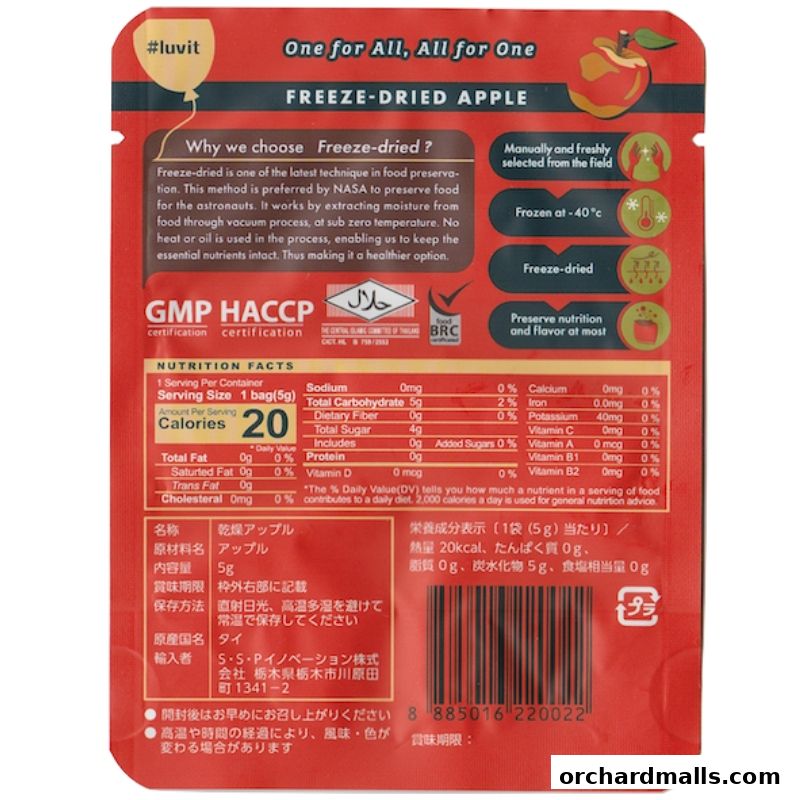 #luvit
One for All, All for One
FREEZE-DRIED APPLE
Why we choose Freeze-dried ?
Freeze-dried is one of the latest technique in food preserva-
tion. This method is preferred by NASA to preserve food
for the astronauts. It works by extracting moisture from
food through vacuum process, at sub zero temperature. No
heat or oil is used in the process, enabling us to keep the
essential nutrients intact. Thus making it a healthier option.
Manually and freshly
selected from the field
Frozen at -40°c
Freeze-dried
Preserve nutrition
and flavor at most
GMP
certification
HACCP
certification
حلال
THE CENTRAL ISLAMIC COMMITTEE OF THAILAND
CICT. HL B 759/2553
food
BRC
certificated
NUTRITION FACTS
1 Serving Per Container
Serving Size 1 bag(5g)
Amount Per Serving
Calories 20
* Daily Value
Total Fat 0g 0 %
Saturted Fat 0g 0 %
Trans Fat 0g
Cholesterol 0mg 0 %
Sodium 0mg 0 %
Total Carbohydrate 5g 2 %
Dietary Fiber 0g 0 %
Total Sugar 4g
Includes 0g Added Sugars 0 %
Protein 0g
Vitamin D 0 mcg 0 %
Calcium 0mg 0 %
Iron 0.0mg 0 %
Potassium 40mg 0 %
Vitamin C 0mg 0 %
Vitamin A 0 mcg 0 %
Vitamin B1 0mg 0 %
Vitamin B2 0mg 0 %
*The % Daily Value(DV) tells you how much a nutrient in a serving of food
contributes to a daily diet. 2,000 calories a day is used for general nutrition advice.
名称 乾燥アップル
原材料名 アップル
内容量 5g
賞味期限 枠外右部に記載
保存方法 直射日光、高温多湿を避けて
常温で保存してください
原産国名 タイ
輸入者 S・S・Pイノベーション株式
会社 栃木県栃木市川原田
町1341－2
● 開封後はお早めにお召し上がりください
● 高温や時間の経過により、風味・色が
変わる場合があります
栄養成分表示〔1袋(5g)当たり〕／
熱量 20kcal、たんぱく質 0g、
脂質 0g、炭水化物 5g、食塩相当量 0g
プラ
8 885016 220022
賞味期限：
orchardmalls.com